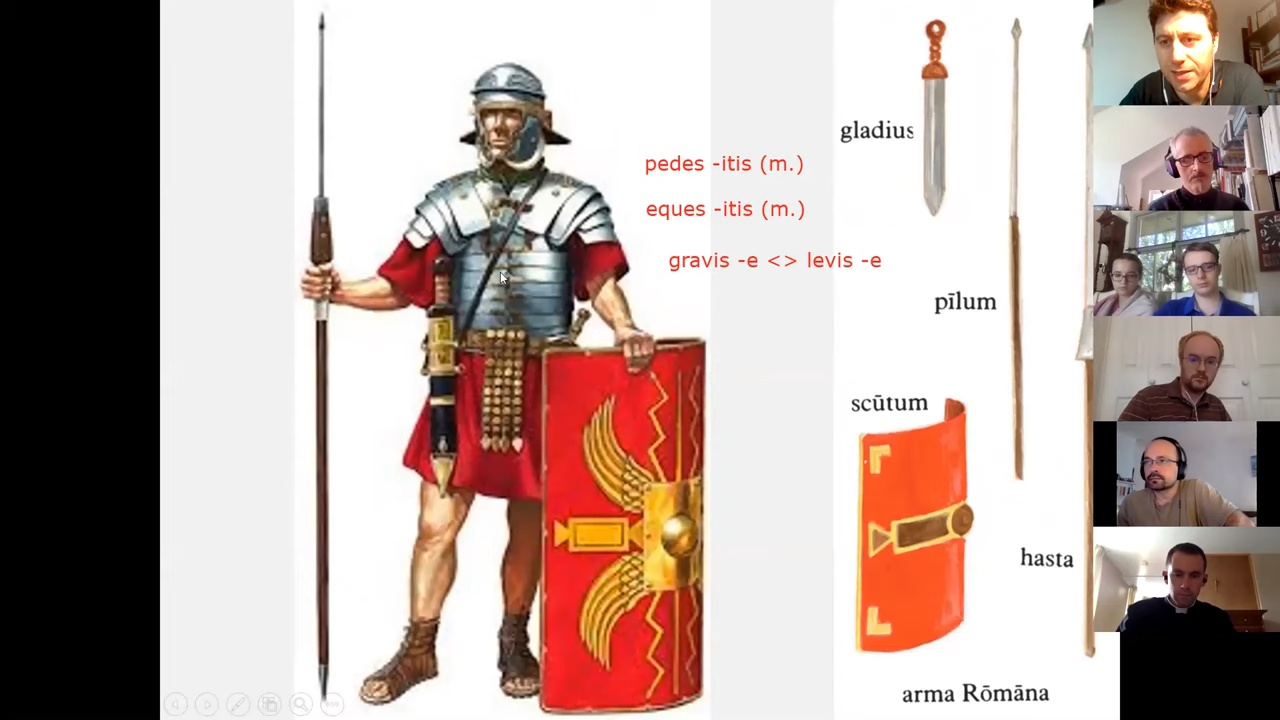 pedes -itis (m.)
eques -itis (m.)
gravis -e <> levis -e
gladius
pīlum
scūtum
hasta
arma Rōmāna